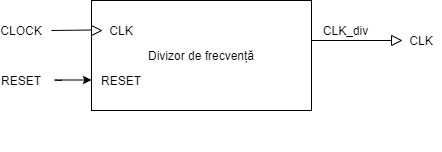 CLOCK
CLK
CLK_div
CLK
Divizor de frecvență
RESET
RESET